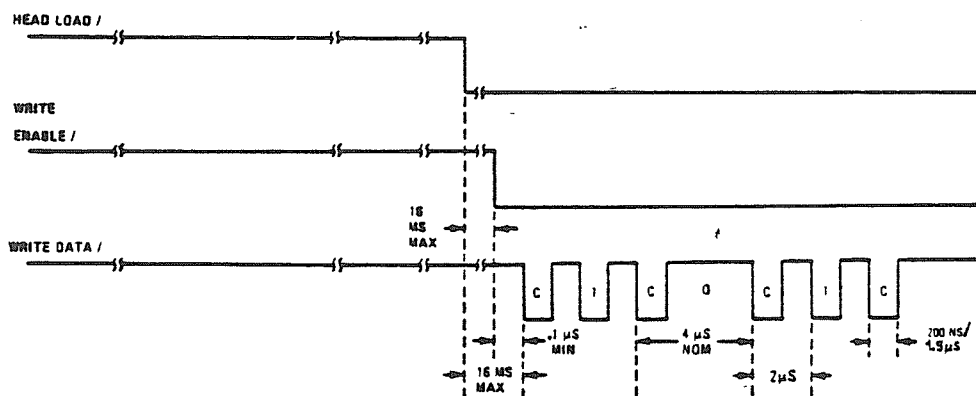 HEAD LOAD /
WRITE
ENABLE /
16
MS
MAX
WRITE DATA /
C 1 C 0 C 1 C
.1 µS
MIN
4 µS
NOM
200 NS/
1.5µS
16 MS
MAX
2µS